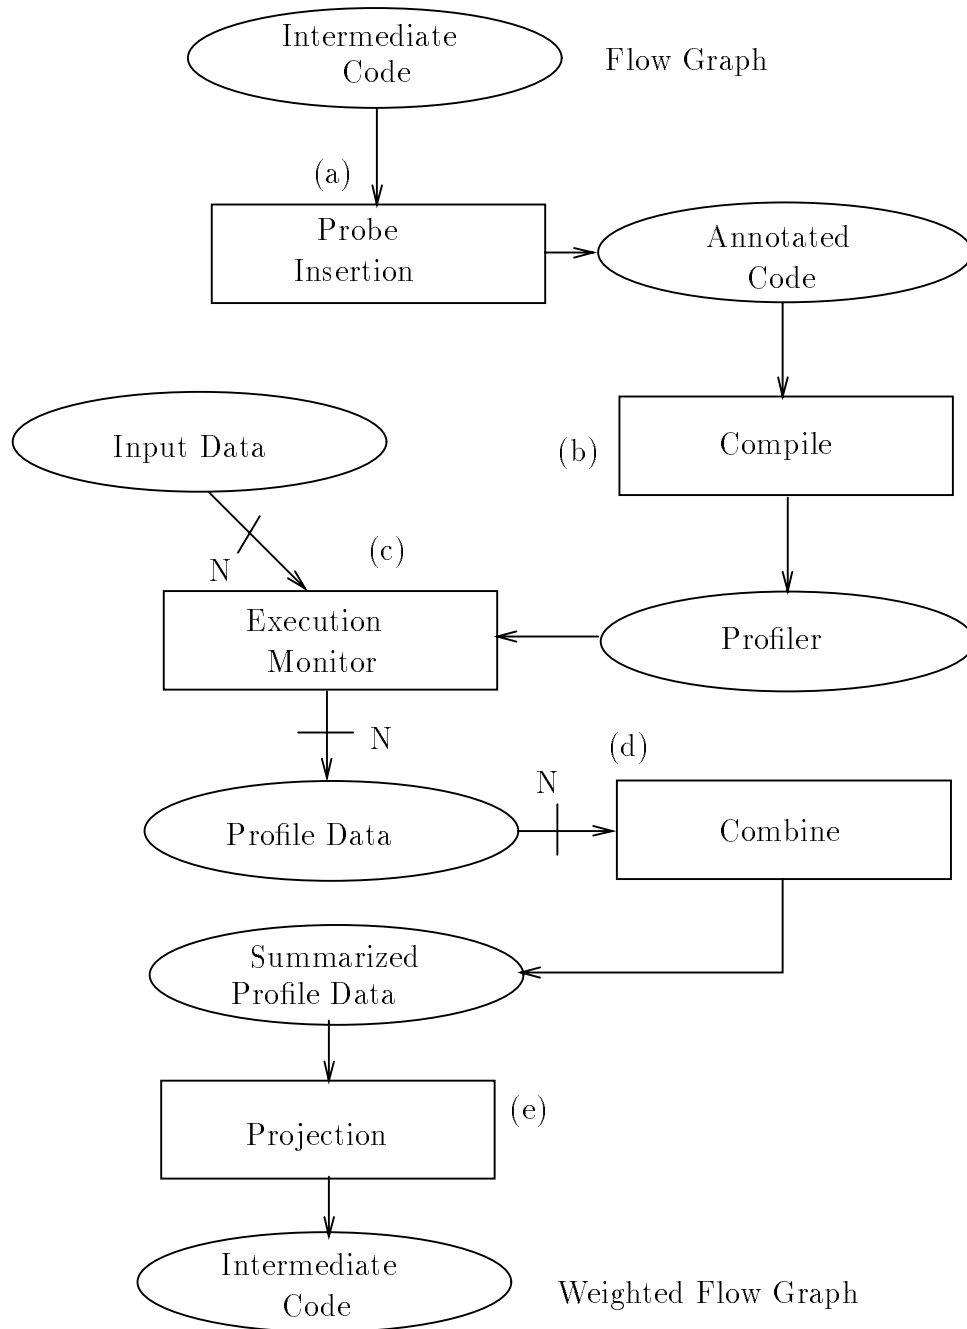 Intermediate
Code
Flow Graph
(a)
Probe
Insertion
Annotated
Code
Input Data
(b)
Compile
N
(c)
Execution
Monitor
Profiler
N
(d)
N
Profile Data
Combine
Summarized
Profile Data
(e)
Projection
Intermediate
Code
Weighted Flow Graph